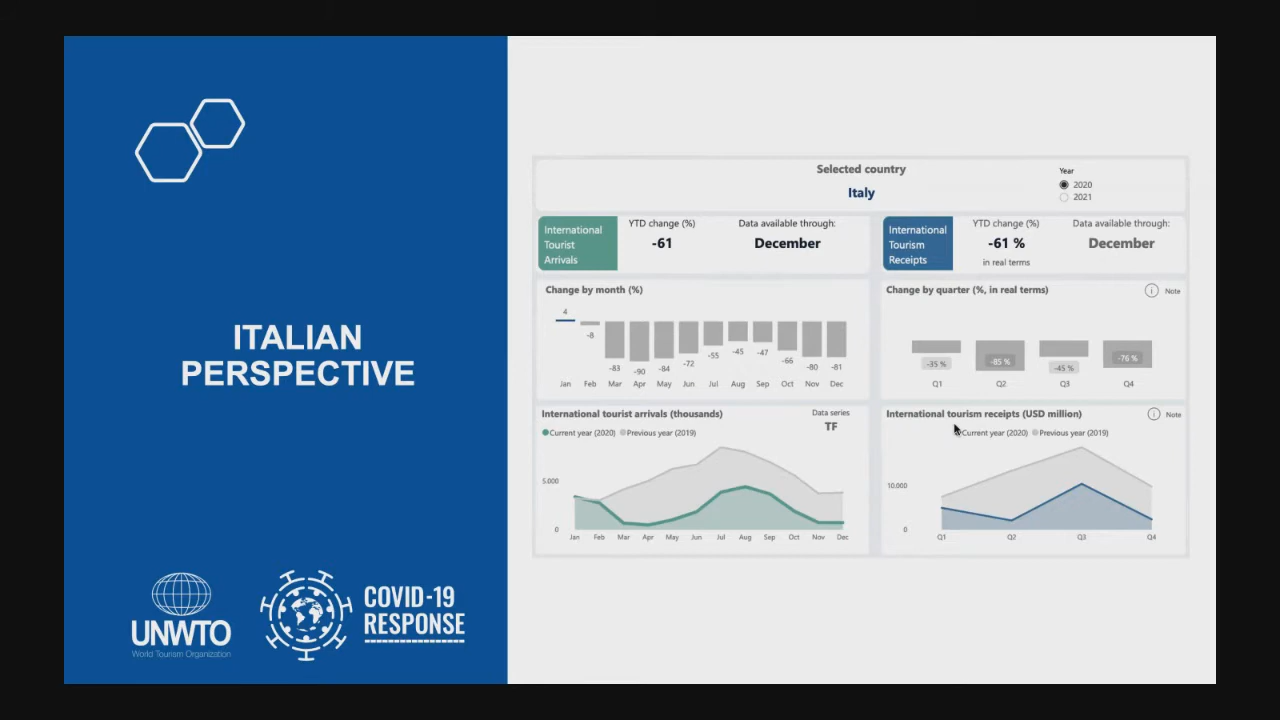 ITALIAN
PERSPECTIVE
UNWTO
World Tourism Organization
COVID-19
RESPONSE
Selected country
Italy
Year
2020
2021
International
Tourist
Arrivals
YTD change (%)
-61
Data available through:
December
International
Tourism
Receipts
YTD change (%)
-61 %
in real terms
Data available through:
December
Change by month (%)
4
-8
-83
-90
-84
-72
-55
-45
-47
-66
-80
-81
Jan Feb Mar Apr May Jun Jul Aug Sep Oct Nov Dec
Change by quarter (%, in real terms)
i Note
-35 %
-85 %
-45 %
-76 %
Q1 Q2 Q3 Q4
International tourist arrivals (thousands)
Data series
TF
Current year (2020) Previous year (2019)
5.000
0
Jan Feb Mar Apr May Jun Jul Aug Sep Oct Nov Dec
International tourism receipts (USD million)
i Note
Current year (2020) Previous year (2019)
10.000
0
Q1 Q2 Q3 Q4